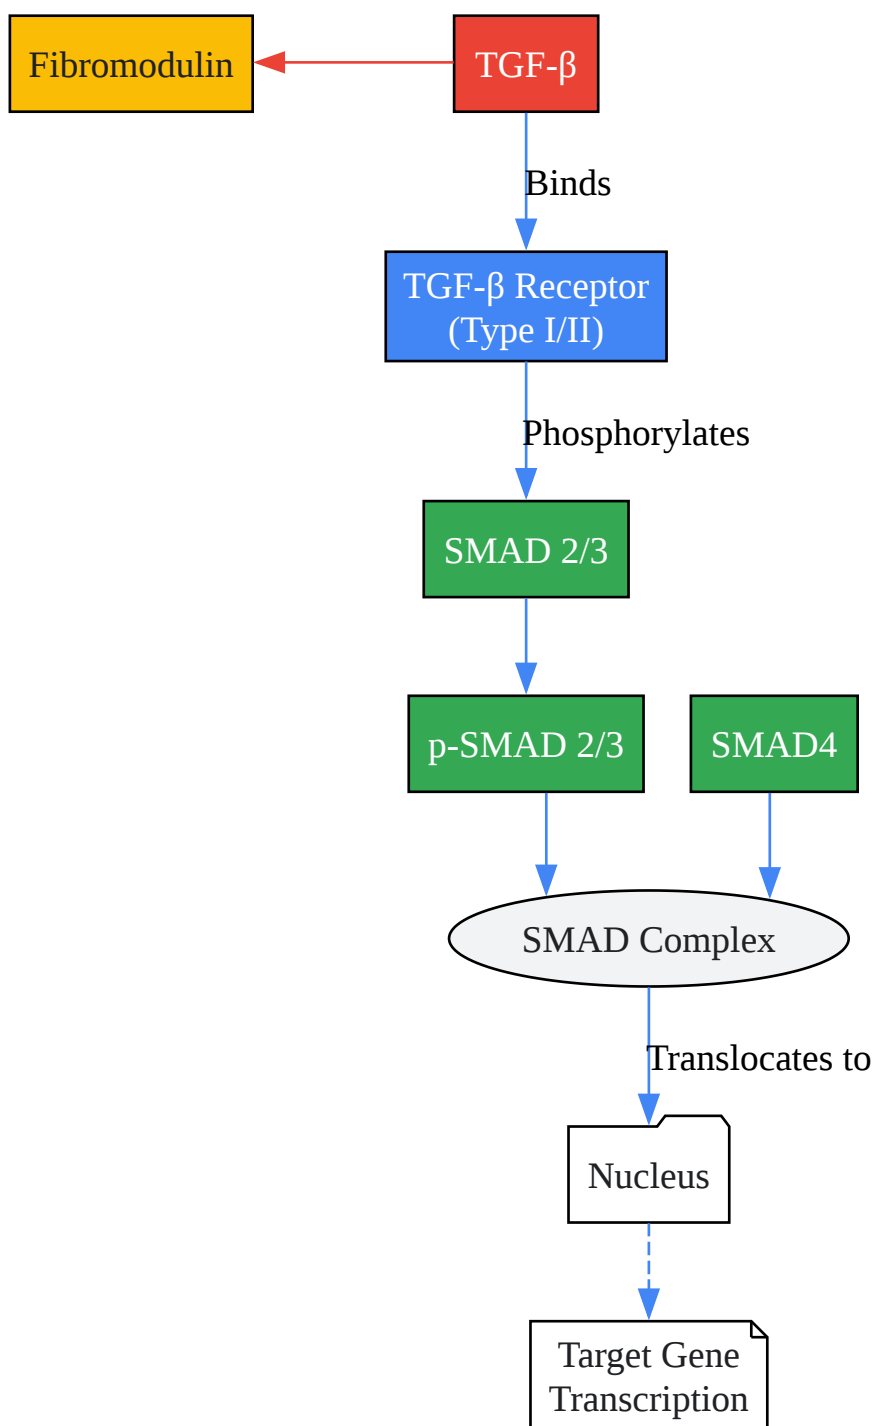 Fibromodulin
TGF-β
Binds
TGF-β Receptor
(Type I/II)
Phosphorylates
SMAD 2/3
p-SMAD 2/3
SMAD4
SMAD Complex
Translocates to
Nucleus
Target Gene
Transcription